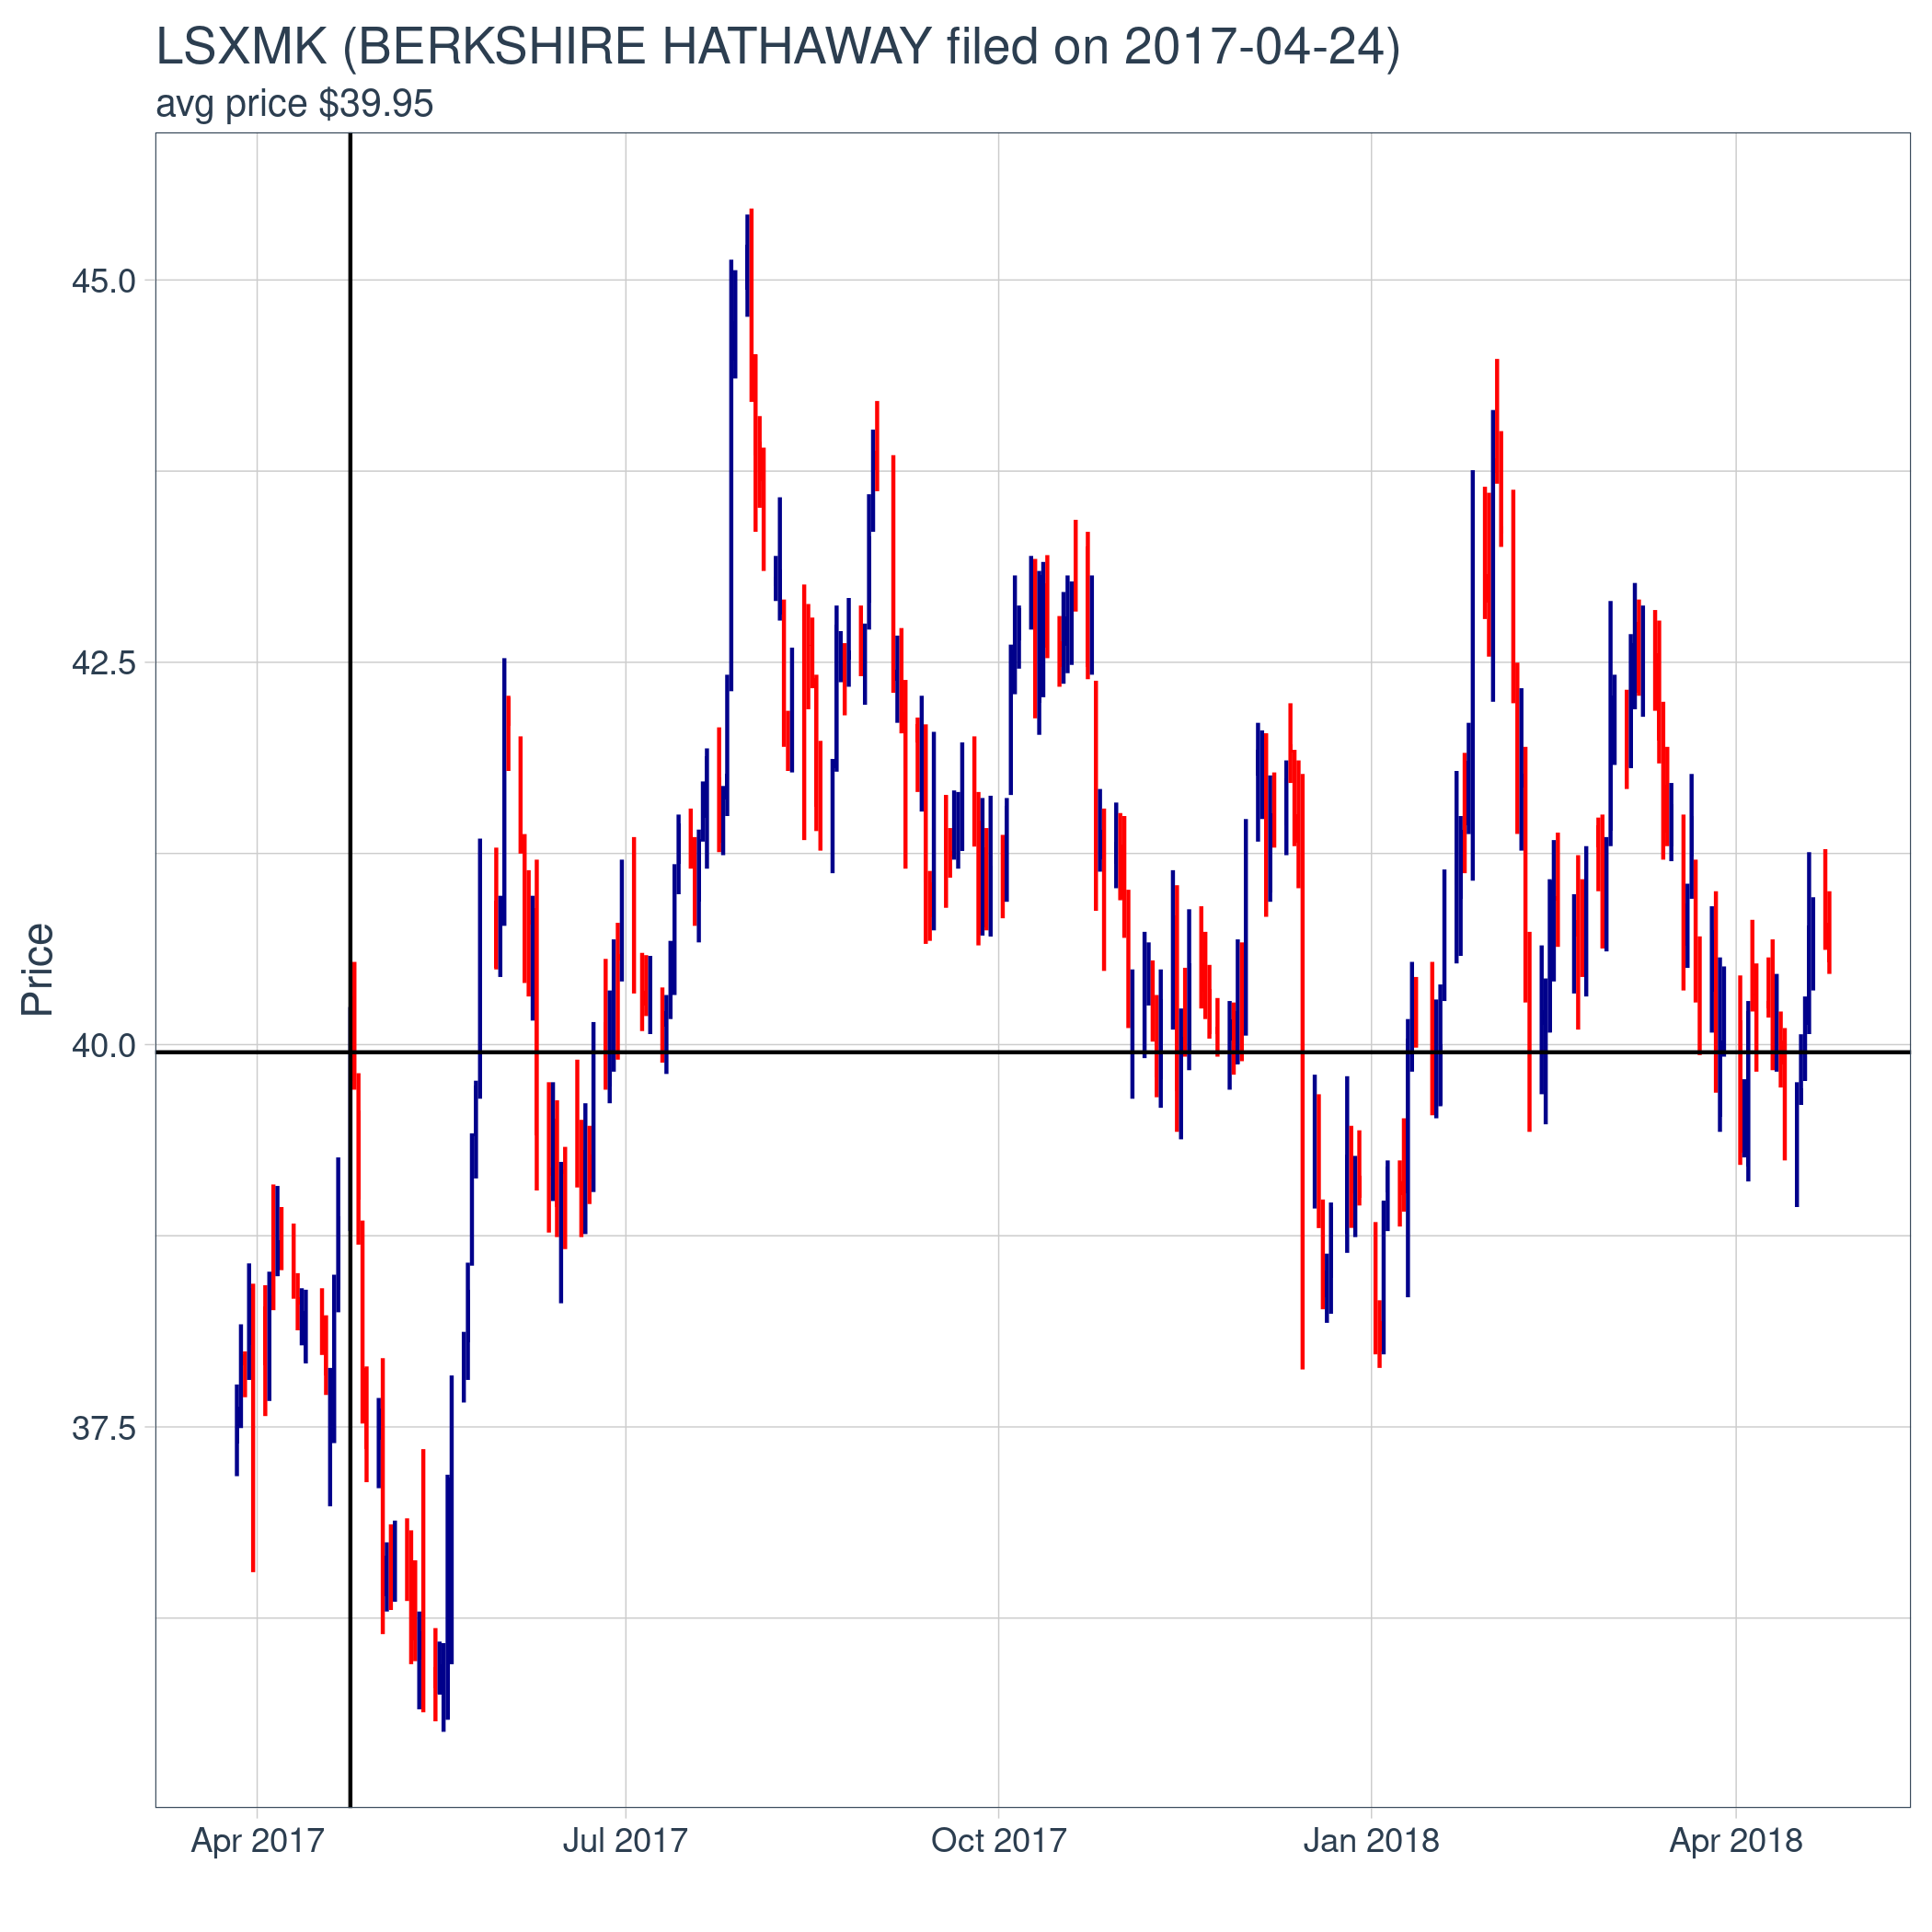 LSXMK (BERKSHIRE HATHAWAY filed on 2017-04-24)
avg price $39.95
Price
45.0
42.5
40.0
37.5
Apr 2017
Jul 2017
Oct 2017
Jan 2018
Apr 2018